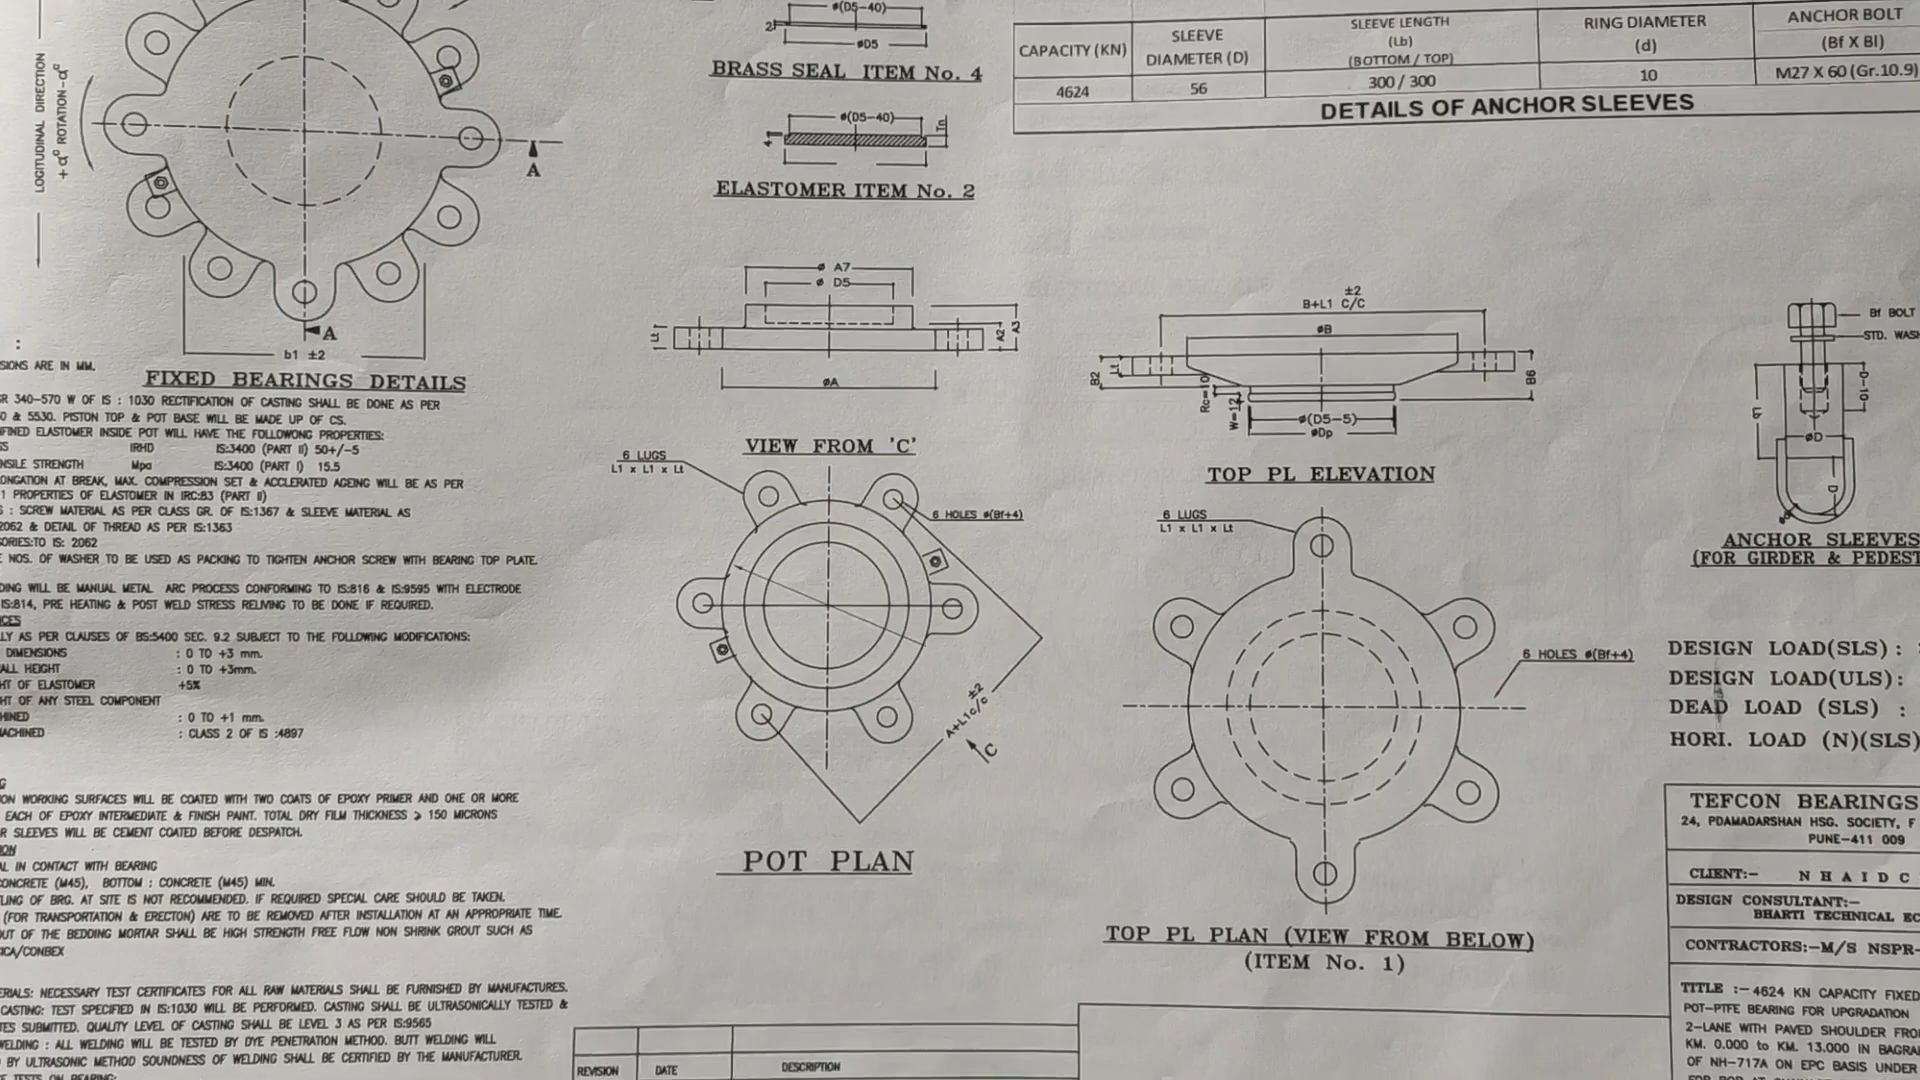 LOGITUDINAL DIRECTION
+ α° ROTATION -α°
A
A
b1 ±2
FIXED BEARINGS DETAILS
ø(D5-40)
2
øD5
BRASS SEAL ITEM No. 4
ø(D5-40)
Tn
4
ELASTOMER ITEM No. 2
CAPACITY (KN)
SLEEVE
DIAMETER (D)
SLEEVE LENGTH
(Lb)
(BOTTOM / TOP)
RING DIAMETER
(d)
ANCHOR BOLT
(Bf X Bl)
4624
56
300 / 300
10
M27 X 60 (Gr.10.9)
DETAILS OF ANCHOR SLEEVES
:
SIONS ARE IN MM.
GR 340-570 W OF IS : 1030 RECTIFICATION OF CASTING SHALL BE DONE AS PER
0 & 5530. PISTON TOP & POT BASE WILL BE MADE UP OF CS.
FINED ELASTOMER INSIDE POT WILL HAVE THE FOLLOWONG PROPERTIES:
SS IRHD IS:3400 (PART II) 50+/-5
NSILE STRENGTH Mpa IS:3400 (PART I) 15.5
ONGATION AT BREAK, MAX. COMPRESSION SET & ACCLERATED AGEING WILL BE AS PER
1 PROPERTIES OF ELASTOMER IN IRC:83 (PART II)
S : SCREW MATERIAL AS PER CLASS GR. OF IS:1367 & SLEEVE MATERIAL AS
2062 & DETAIL OF THREAD AS PER IS:1363
SORIES:TO IS: 2062
E NOS. OF WASHER TO BE USED AS PACKING TO TIGHTEN ANCHOR SCREW WITH BEARING TOP PLATE.
DING WILL BE MANUAL METAL ARC PROCESS CONFORMING TO IS:816 & IS:9595 WITH ELECTRODE
IS:814, PRE HEATING & POST WELD STRESS RELIVING TO BE DONE IF REQUIRED.
CES
LY AS PER CLAUSES OF BS:5400 SEC. 9.2 SUBJECT TO THE FOLLOWING MODIFICATIONS:
DIMENSIONS : 0 TO +3 mm.
ALL HEIGHT : 0 TO +3mm.
HT OF ELASTOMER +5%
HT OF ANY STEEL COMPONENT
HINED : 0 TO +1 mm.
MACHINED : CLASS 2 OF IS :4897
G
ON WORKING SURFACES WILL BE COATED WITH TWO COATS OF EPOXY PRIMER AND ONE OR MORE
EACH OF EPOXY INTERMEDIATE & FINISH PAINT. TOTAL DRY FILM THICKNESS ≥ 150 MICRONS
R SLEEVES WILL BE CEMENT COATED BEFORE DESPATCH.
ON
AL IN CONTACT WITH BEARING
CONCRETE (M45), BOTTOM : CONCRETE (M45) MIN.
LING OF BRG. AT SITE IS NOT RECOMMENDED. IF REQUIRED SPECIAL CARE SHOULD BE TAKEN.
(FOR TRANSPORTATION & ERECTON) ARE TO BE REMOVED AFTER INSTALLATION AT AN APPROPRIATE TIME.
OUT OF THE BEDDING MORTAR SHALL BE HIGH STRENGTH FREE FLOW NON SHRINK GROUT SUCH AS
ICA/CONBEX
ERIALS: NECESSARY TEST CERTIFICATES FOR ALL RAW MATERIALS SHALL BE FURNISHED BY MANUFACTURES.
CASTING: TEST SPECIFIED IN IS:1030 WILL BE PERFORMED. CASTING SHALL BE ULTRASONICALLY TESTED &
TES SUBMITTED. QUALITY LEVEL OF CASTING SHALL BE LEVEL 3 AS PER IS:9565
WELDING : ALL WELDING WILL BE TESTED BY DYE PENETRATION METHOD. BUTT WELDING WILL
BY ULTRASONIC METHOD SOUNDNESS OF WELDING SHALL BE CERTIFIED BY THE MANUFACTURER.
E TESTS ON BEARING:
ø A7
ø D5
Lt
A2
A3
øA
VIEW FROM 'C'
6 LUGS
L1 x L1 x Lt
6 HOLES ø(Bf+4)
±2
A+L1c/c
C
POT PLAN
±2
B+L1 C/C
øB
B2
Lt
Rc=10
W=12
B6
ø(D5-5)
øDp
TOP PL ELEVATION
6 LUGS
L1 x L1 x Lt
6 HOLES ø(Bf+4)
TOP PL PLAN (VIEW FROM BELOW)
(ITEM No. 1)
Bf BOLT
STD. WASH
D-10
øD
D
ANCHOR SLEEVES
(FOR GIRDER & PEDEST
DESIGN LOAD(SLS) :
DESIGN LOAD(ULS):
DEAD LOAD (SLS) :
HORI. LOAD (N)(SLS)
TEFCON BEARINGS
24, PDAMADARSHAN HSG. SOCIETY, F
PUNE-411 009
CLIENT:- N H A I D C
DESIGN CONSULTANT:-
BHARTI TECHNICAL EC
CONTRACTORS:-M/S NSPR-
TITLE :-4624 KN CAPACITY FIXED
POT-PTFE BEARING FOR UPGRADATION
2-LANE WITH PAVED SHOULDER FRO
KM. 0.000 to KM. 13.000 IN BAGRA
OF NH-717A ON EPC BASIS UNDER
REVISION
DATE
DESCRIPTION